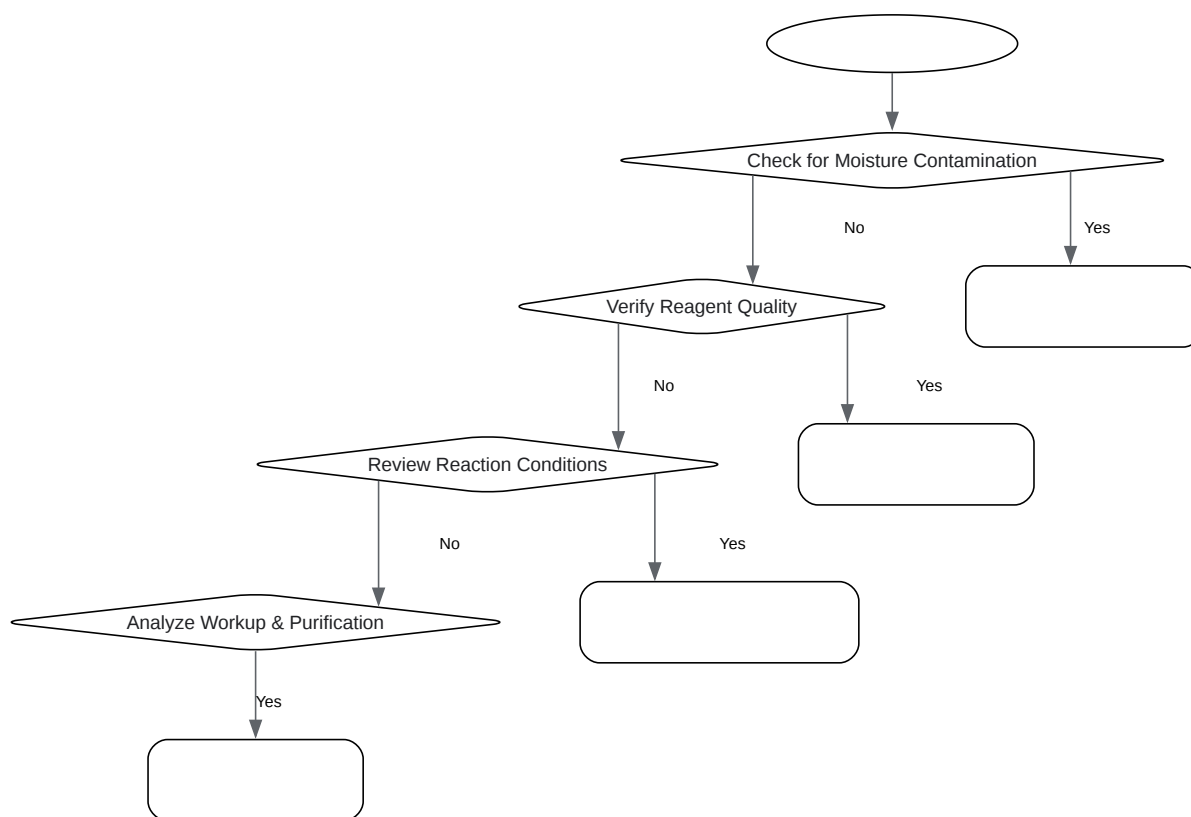 Check for Moisture Contamination
No
Yes
Verify Reagent Quality
No
Yes
Review Reaction Conditions
No
Yes
Analyze Workup & Purification
Yes